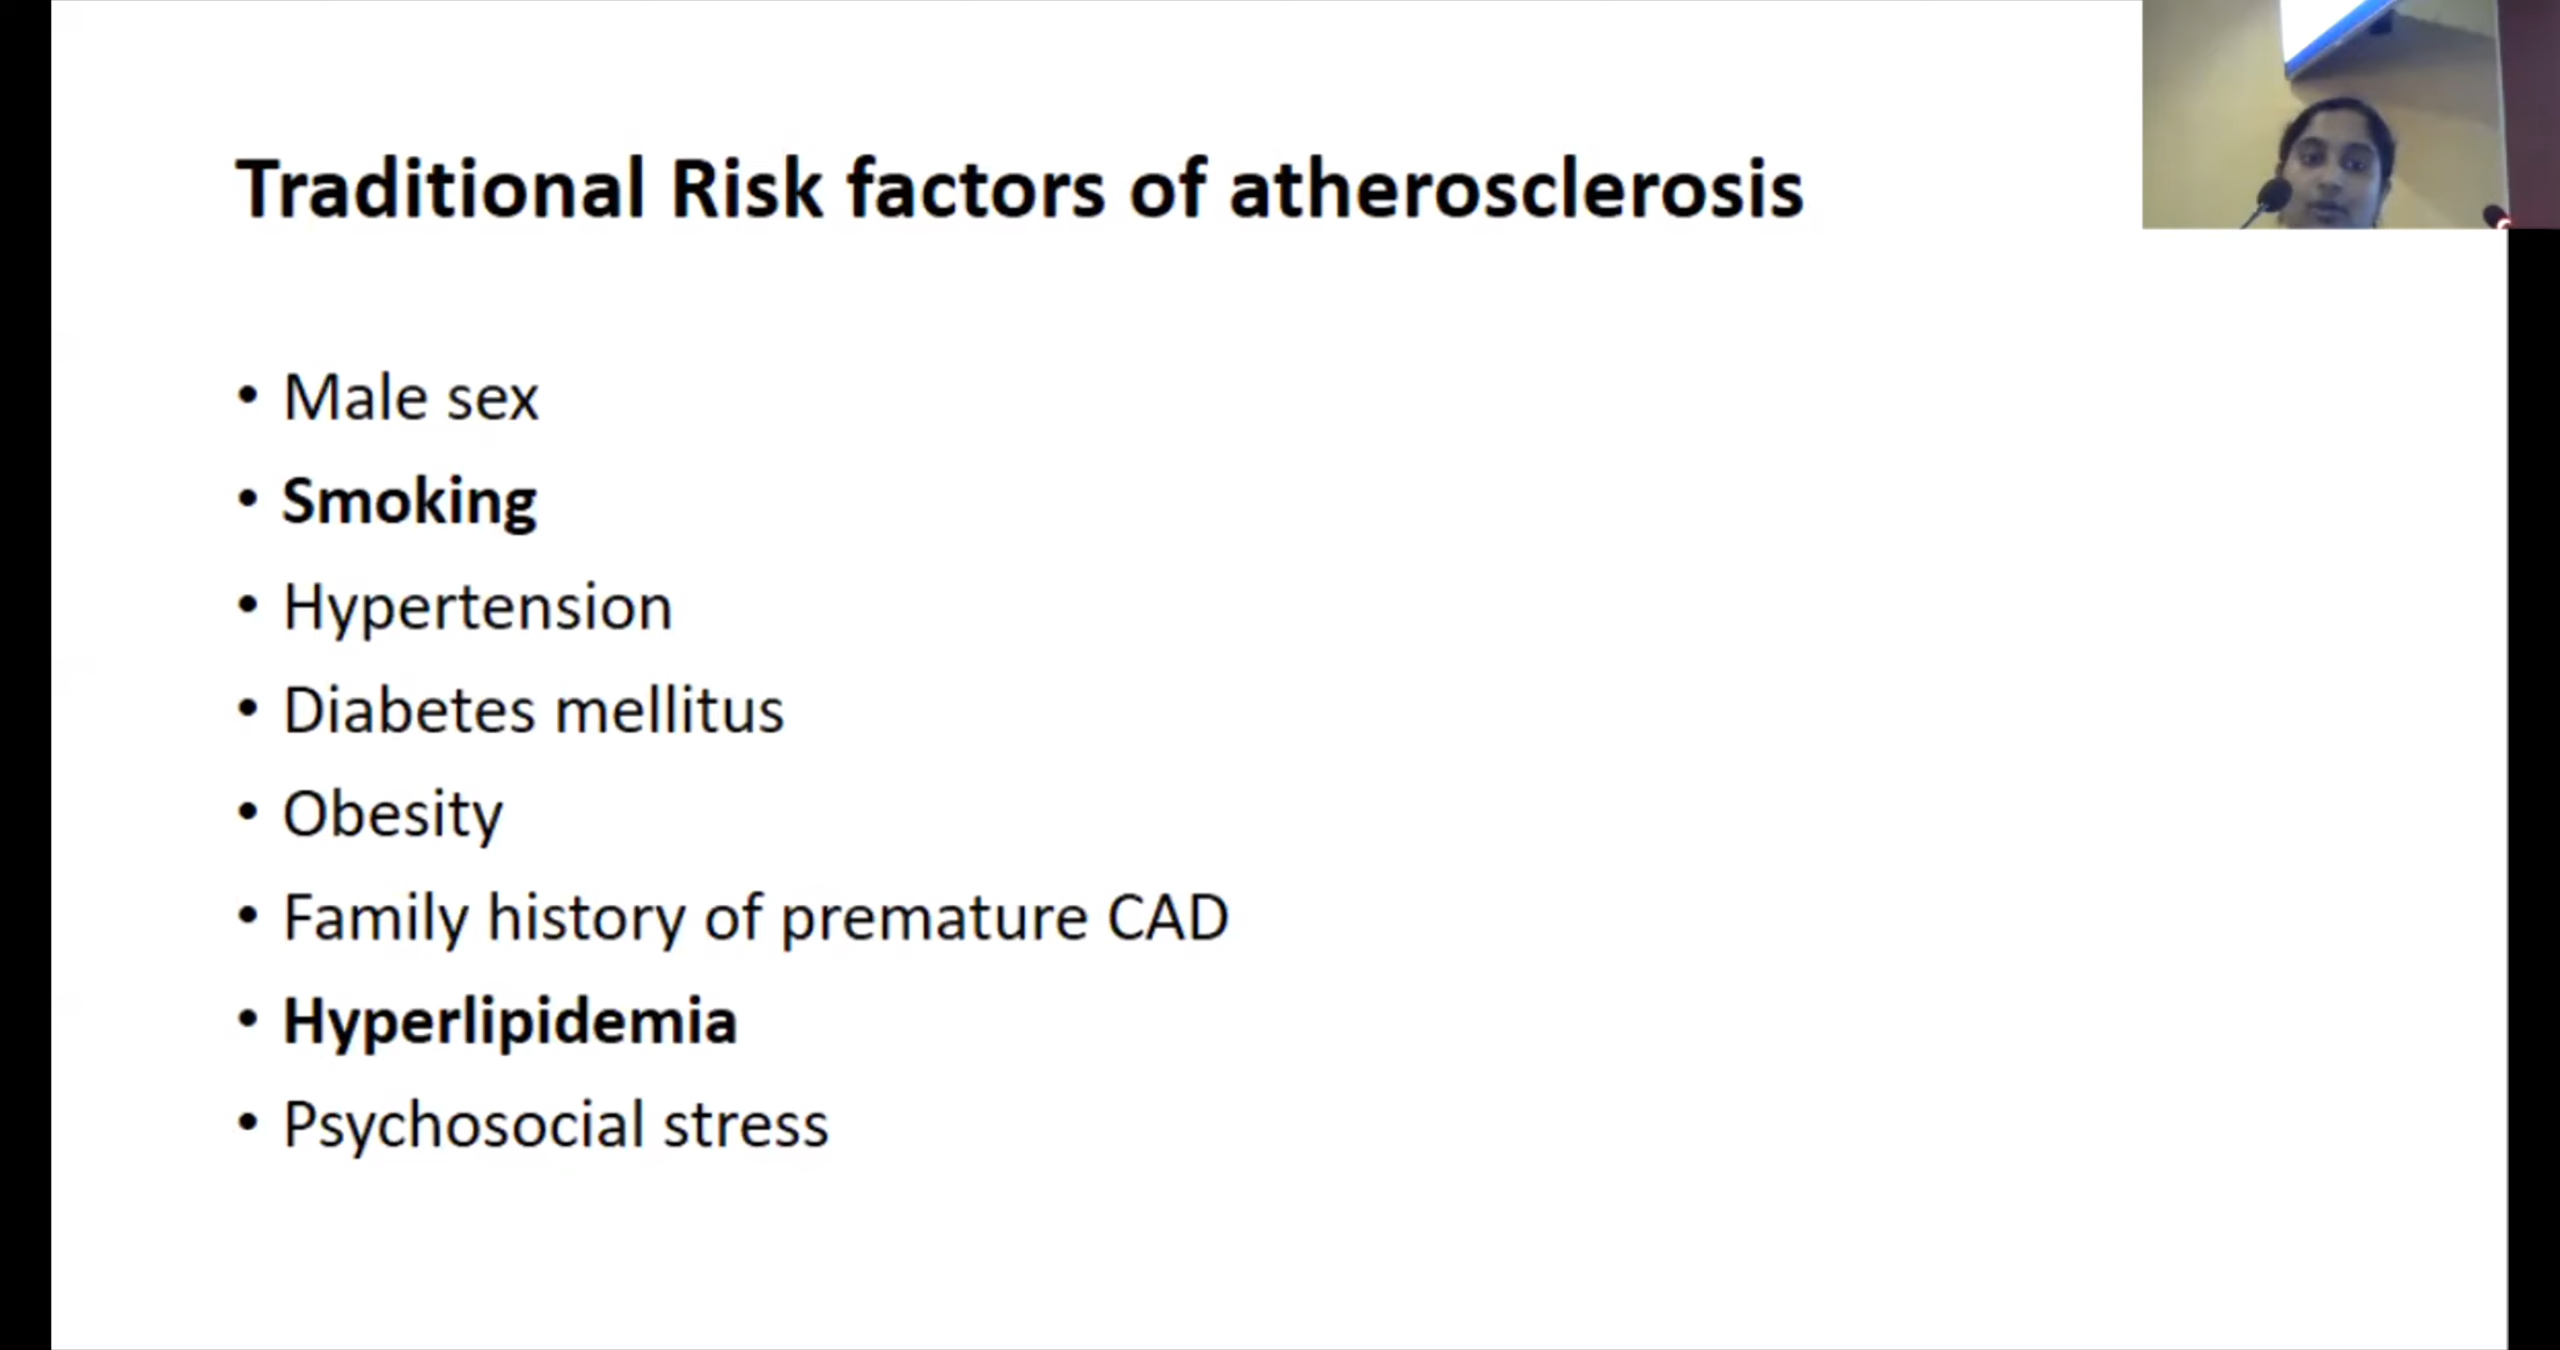 Traditional Risk factors of atherosclerosis
• Male sex
• Smoking
• Hypertension
• Diabetes mellitus
• Obesity
• Family history of premature CAD
• Hyperlipidemia
• Psychosocial stress